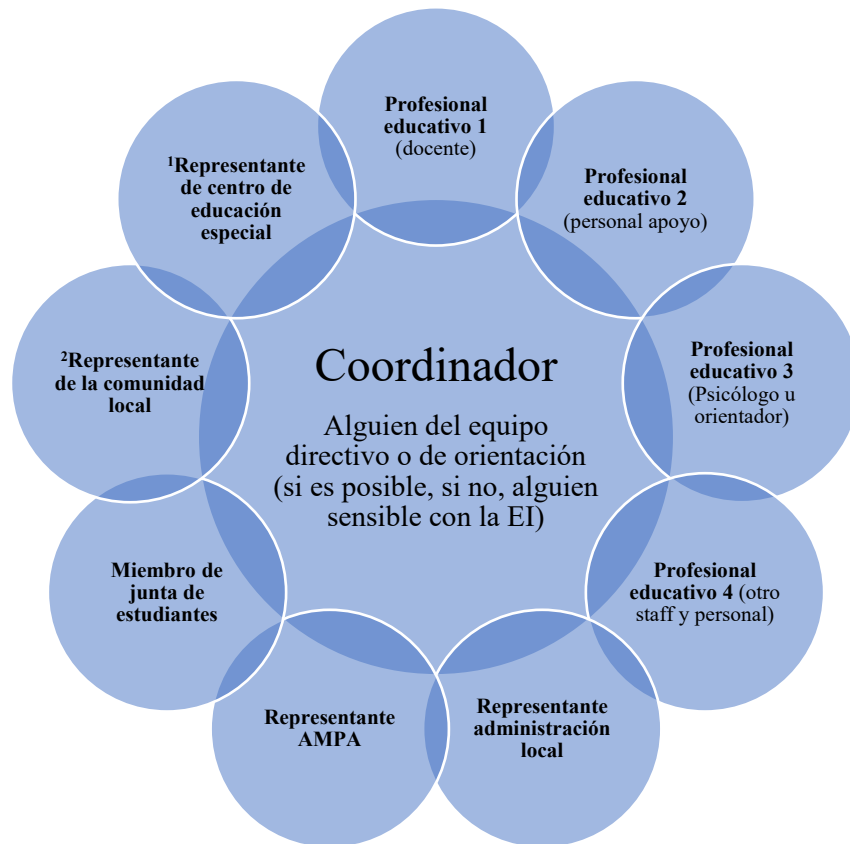 Profesional
educativo 1
(docente)
Profesional
educativo 2
(personal apoyo)
Profesional
educativo 3
(Psicólogo u
orientador)
Profesional
educativo 4 (otro
staff y personal)
Representante
administración
local
Representante
AMPA
Miembro de
junta de
estudiantes
²Representante
de la comunidad
local
¹Representante
de centro de
educación
especial
Coordinador
Alguien del equipo
directivo o de orientación
(si es posible, si no, alguien
sensible con la EI)